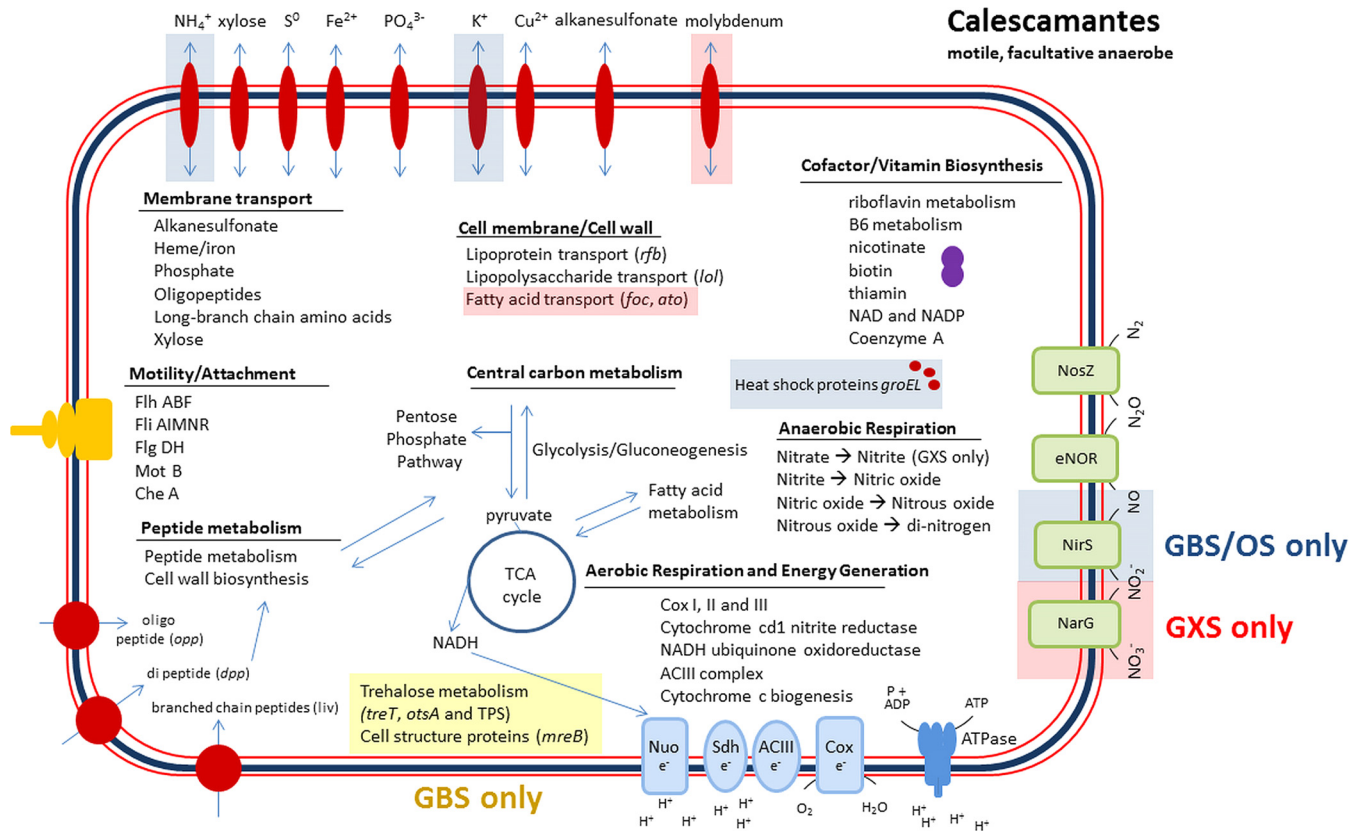 Calescamantes
motile, facultative anaerobe
NH₄⁺ xylose S⁰ Fe²⁺ PO₄³⁻ K⁺ Cu²⁺ alkanesulfonate molybdenum
Membrane transport
Alkanesulfonate
Heme/iron
Phosphate
Oligopeptides
Long-branch chain amino acids
Xylose
Cell membrane/Cell wall
Lipoprotein transport (rfb)
Lipopolysaccharide transport (lol)
Fatty acid transport (foc, ato)
Cofactor/Vitamin Biosynthesis
riboflavin metabolism
B6 metabolism
nicotinate
biotin
thiamin
NAD and NADP
Coenzyme A
Heat shock proteins groEL
Motility/Attachment
Flh ABF
Fli AIMNR
Flg DH
Mot B
Che A
Central carbon metabolism
Pentose
Phosphate
Pathway
Glycolysis/Gluconeogenesis
pyruvate
Fatty acid
metabolism
TCA
cycle
NADH
Anaerobic Respiration
Nitrate → Nitrite (GXS only)
Nitrite → Nitric oxide
Nitric oxide → Nitrous oxide
Nitrous oxide → di-nitrogen
N₂
NosZ
N₂O
eNOR
NO
NirS
NO₂⁻
NarG
NO₃⁻
GBS/OS only
GXS only
Peptide metabolism
Peptide metabolism
Cell wall biosynthesis
oligo
peptide (opp)
di peptide (dpp)
branched chain peptides (liv)
Aerobic Respiration and Energy Generation
Cox I, II and III
Cytochrome cd1 nitrite reductase
NADH ubiquinone oxidoreductase
ACIII complex
Cytochrome c biogenesis
Trehalose metabolism
(treT, otsA and TPS)
Cell structure proteins (mreB)
GBS only
Nuo
e⁻
Sdh
e⁻
ACIII
e⁻
Cox
e⁻
P +
ADP
ATP
ATPase
O₂
H₂O
H⁺
H⁺
H⁺
H⁺
H⁺
H⁺
H⁺
H⁺
H⁺
H⁺